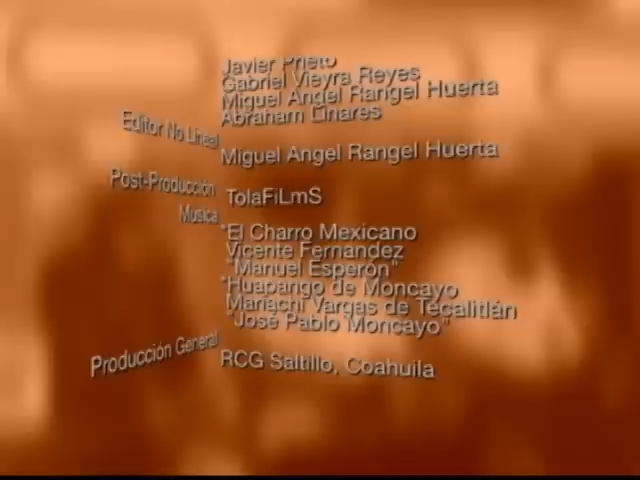 Javier Prieto
Gabriel Vieyra Reyes
Miguel Angel Rangel Huerta
Abraham Linares
Editor No Lineal
Miguel Angel Rangel Huerta
Post-Producción
TolaFiLmS
Musica
"El Charro Mexicano
Vicente Fernandez
"Manuel Esperón"
"Huapango de Moncayo
Mariachi Vargas de Tecalitlán
"José Pablo Moncayo"
Producción General
RCG Saltillo, Coahuila